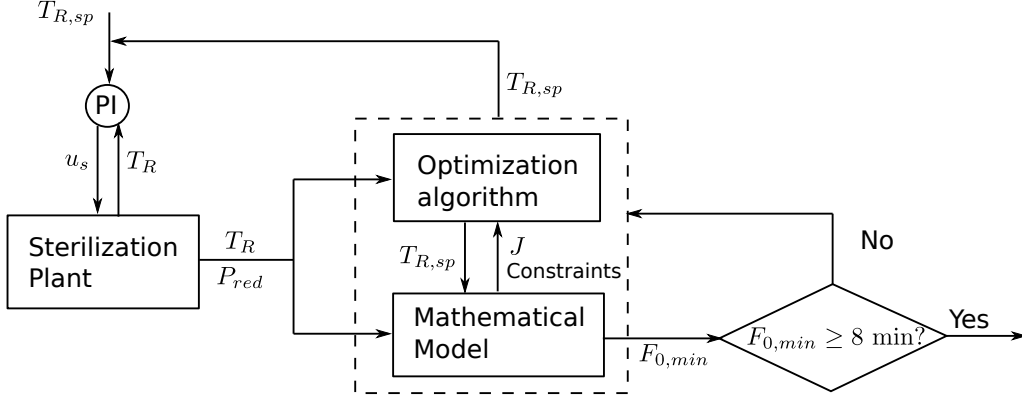 T_{R,sp}
PI
T_{R,sp}
u_s
T_R
Optimization
algorithm
Sterilization
Plant
T_R
P_{red}
T_{R,sp}
J
Constraints
No
Mathematical
Model
F_{0,min}
F_{0,min} ≥ 8 min?
Yes